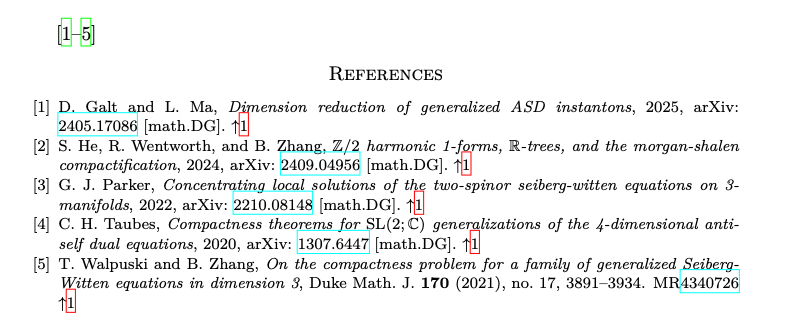 [1–5]
REFERENCES
[1] D. Galt and L. Ma, Dimension reduction of generalized ASD instantons, 2025, arXiv:
2405.17086 [math.DG]. ↑1
[2] S. He, R. Wentworth, and B. Zhang, ℤ/2 harmonic 1-forms, ℝ-trees, and the morgan-shalen
compactification, 2024, arXiv: 2409.04956 [math.DG]. ↑1
[3] G. J. Parker, Concentrating local solutions of the two-spinor seiberg-witten equations on 3-
manifolds, 2022, arXiv: 2210.08148 [math.DG]. ↑1
[4] C. H. Taubes, Compactness theorems for SL(2; ℂ) generalizations of the 4-dimensional anti-
self dual equations, 2020, arXiv: 1307.6447 [math.DG]. ↑1
[5] T. Walpuski and B. Zhang, On the compactness problem for a family of generalized Seiberg-
Witten equations in dimension 3, Duke Math. J. 170 (2021), no. 17, 3891–3934. MR4340726
↑1